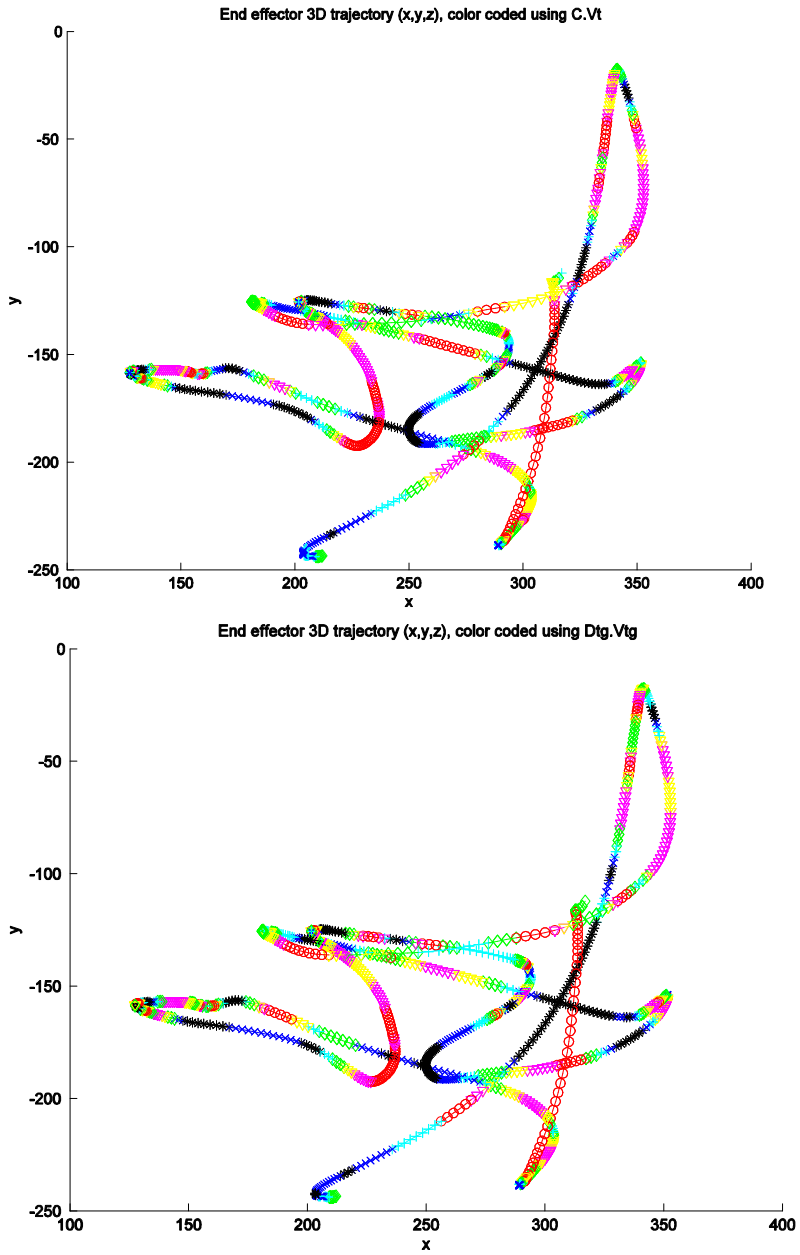 End effector 3D trajectory (x,y,z), color coded using C.Vt
0
-50
-100
-150
-200
-250
y
100 150 200 250 300 350 400
x
End effector 3D trajectory (x,y,z), color coded using Dtg.Vtg
0
-50
-100
-150
-200
-250
y
100 150 200 250 300 350 400
x